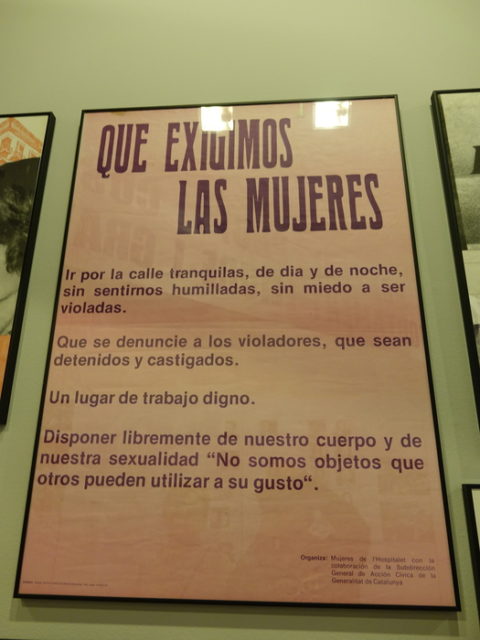 QUE EXIGIMOS
LAS MUJERES
Ir por la calle tranquilas, de dia y de noche,
sin sentirnos humilladas, sin miedo a ser
violadas.
Que se denuncie a los violadores, que sean
detenidos y castigados.
Un lugar de trabajo digno.
Disponer libremente de nuestro cuerpo y de
nuestra sexualidad “No somos objetos que
otros pueden utilizar a su gusto“.
Organiza: Mujeres de l'Hospitalet con la
colaboración de la Subdirección
General de Acción Cívica de la
Generalitat de Catalunya